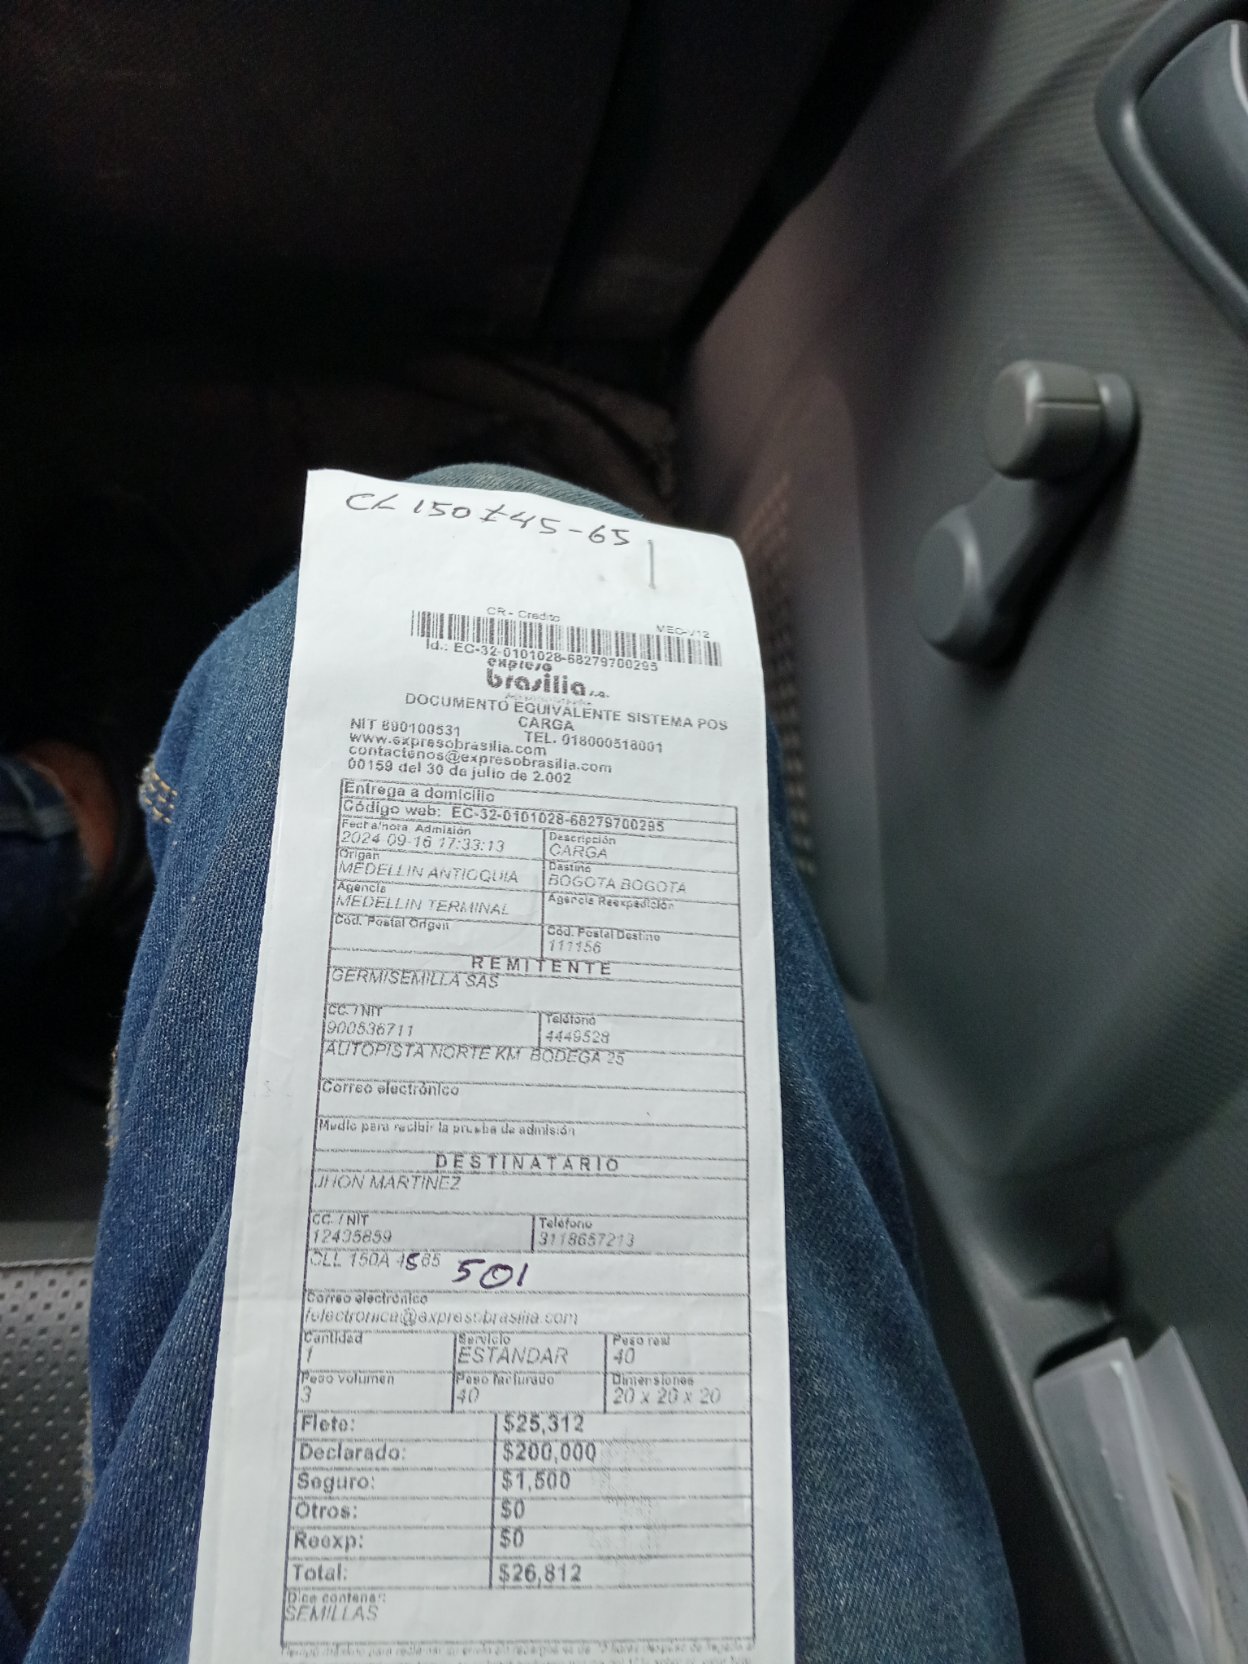 CL 150 #45-65
CR - Credito
MEC-V12
Id.: EC-32-0101028-68279700295
expreso
brasilia s.a.
DOCUMENTO EQUIVALENTE SISTEMA POS
CARGA
NIT 890100531 TEL. 018000518001
www.expresobrasilia.com
contactenos@expresobrasilia.com
00159 del 30 de julio de 2.002
Entrega a domicilio
Código web: EC-32-0101028-68279700295
Fecha/hora Admisión Descripción
2024-09-16 17:33:13 CARGA
Origen Destino
MEDELLIN ANTIOQUIA BOGOTA BOGOTA
Agencia Agencia Reexpedición
MEDELLIN TERMINAL
Cód. Postal Origen Cód. Postal Destino
111156
REMITENTE
GERMISEMILLA SAS
CC. / NIT Teléfono
900536711 4449528
AUTOPISTA NORTE KM BODEGA 25
Correo electrónico
Medio para recibir la prueba de admisión
DESTINATARIO
JHON MARTINEZ
CC. / NIT Teléfono
12435859 3118657213
CLL 150A 4565 501
Correo electrónico
felectronica@expresobrasilia.com
Cantidad Servicio Peso real
1 ESTANDAR 40
Peso volumen Peso facturado Dimensiones
3 40 20 x 20 x 20
Flete: $25,312
Declarado: $200,000
Seguro: $1,500
Otros: $0
Reexp: $0
Total: $26,812
Dice contener:
SEMILLAS